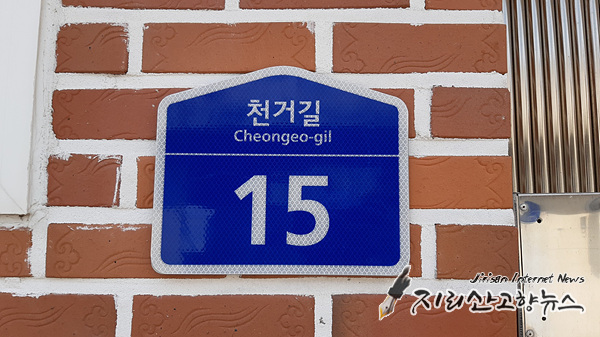 천거길
Cheongeo-gil
15
Jirisan Internet News
지리산고향뉴스